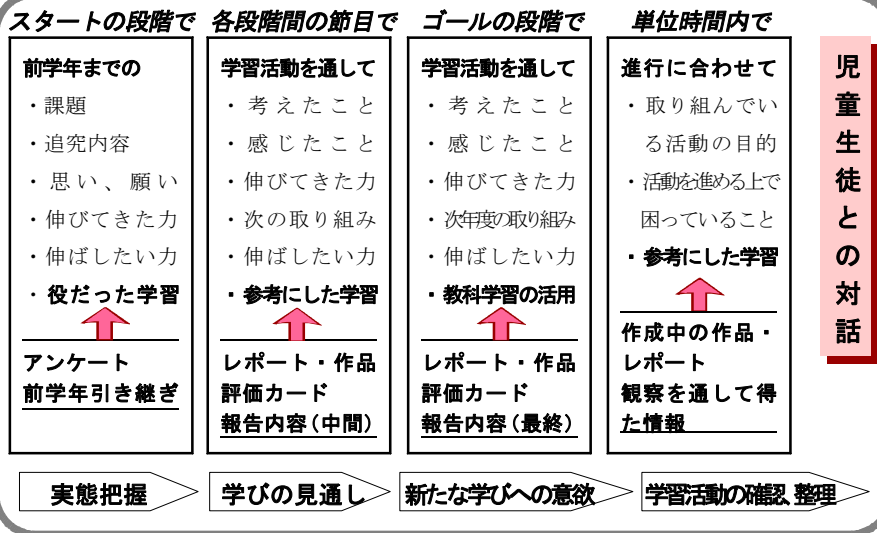 スタートの段階で
前学年までの
・課題
・追究内容
・思い、願い
・伸びてきた力
・伸ばしたい力
・役だった学習
アンケート
前学年引き継ぎ
実態把握
各段階間の節目で
学習活動を通して
・考えたこと
・感じたこと
・伸びてきた力
・次の取り組み
・伸ばしたい力
・参考にした学習
レポート・作品
評価カード
報告内容(中間)
学びの見通し
ゴールの段階で
学習活動を通して
・考えたこと
・感じたこと
・伸びてきた力
・次年度の取り組み
・伸ばしたい力
・教科学習の活用
レポート・作品
評価カード
報告内容(最終)
新たな学びへの意欲
単位時間内で
進行に合わせて
・取り組んでい
る活動の目的
・活動を進める上で
困っていること
・参考にした学習
作成中の作品・
レポート
観察を通して得
た情報
学習活動の確認、整理
児童生徒との対話